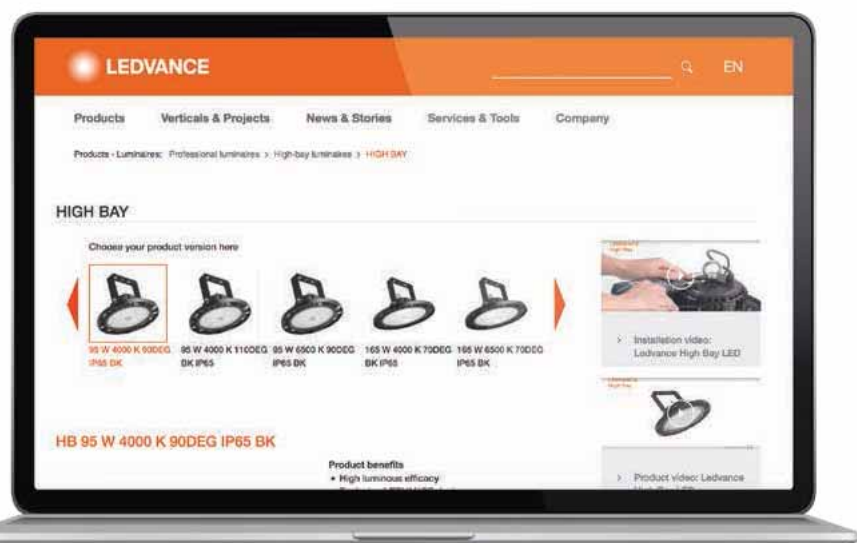 LEDVANCE
EN
Products Verticals & Projects News & Stories Services & Tools Company
Products - Luminaires: Professional luminaires > High-bay luminaires > HIGH BAY
HIGH BAY
Choose your product version here
95 W 4000 K 90DEG
IP65 BK
95 W 4000 K 110DEG
BK IP65
95 W 6500 K 90DEG
IP65 BK
165 W 4000 K 70DEG
BK IP65
165 W 6500 K 70DEG
IP65 BK
> Installation video:
Ledvance High Bay LED
HB 95 W 4000 K 90DEG IP65 BK
Product benefits
• High luminous efficacy
> Product video: Ledvance